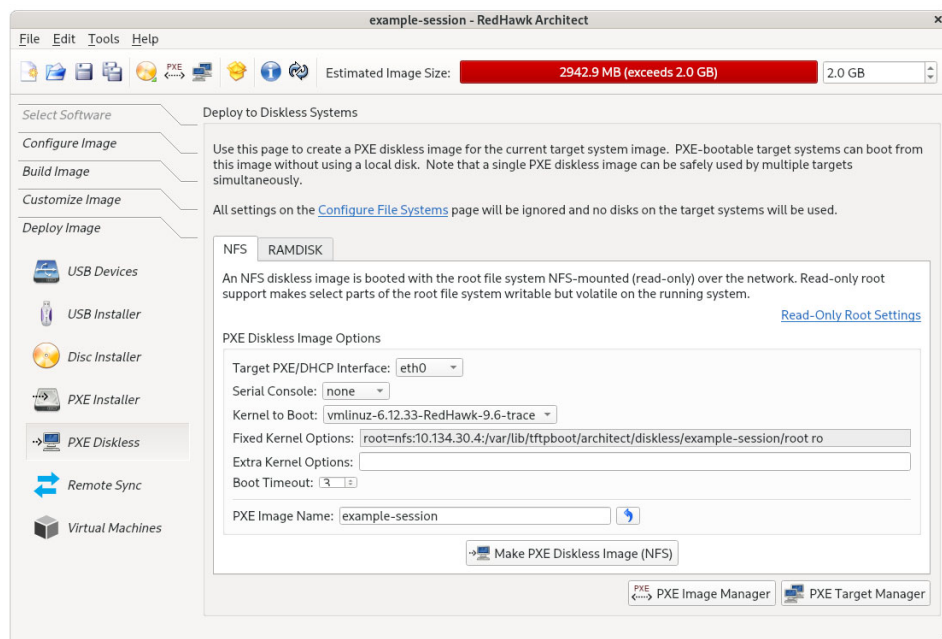 example-session - RedHawk Architect
File Edit Tools Help
PXE
Estimated Image Size: 2942.9 MB (exceeds 2.0 GB) 2.0 GB
Select Software
Configure Image
Build Image
Customize Image
Deploy Image
USB Devices
USB Installer
Disc Installer
PXE Installer
PXE Diskless
Remote Sync
Virtual Machines
Deploy to Diskless Systems
Use this page to create a PXE diskless image for the current target system image. PXE-bootable target systems can boot from
this image without using a local disk. Note that a single PXE diskless image can be safely used by multiple targets
simultaneously.
All settings on the Configure File Systems page will be ignored and no disks on the target systems will be used.
NFS RAMDISK
An NFS diskless image is booted with the root file system NFS-mounted (read-only) over the network. Read-only root
support makes select parts of the root file system writable but volatile on the running system.
Read-Only Root Settings
PXE Diskless Image Options
Target PXE/DHCP Interface: eth0
Serial Console: none
Kernel to Boot: vmlinuz-6.12.33-RedHawk-9.6-trace
Fixed Kernel Options: root=nfs:10.134.30.4:/var/lib/tftpboot/architect/diskless/example-session/root ro
Extra Kernel Options:
Boot Timeout: 3
PXE Image Name: example-session
Make PXE Diskless Image (NFS)
PXE PXE Image Manager PXE Target Manager